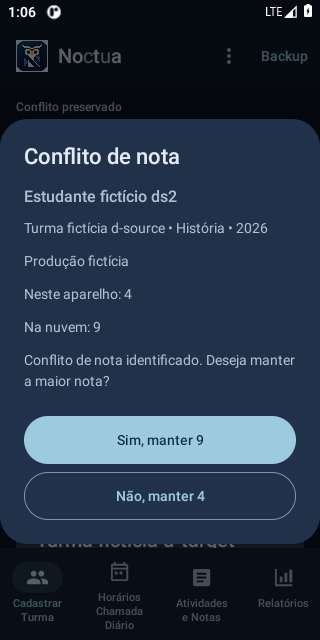 1:06
LTE
Noctua
Backup
Conflito preservado
Conflito de nota
Estudante fictício ds2
Turma fictícia d-source • História • 2026
Produção fictícia
Neste aparelho: 4
Na nuvem: 9
Conflito de nota identificado. Deseja manter
a maior nota?
Sim, manter 9
Não, manter 4
Turma fictícia d-target
Cadastrar
Turma
Horários
Chamada
Diário
Atividades
e Notas
Relatórios